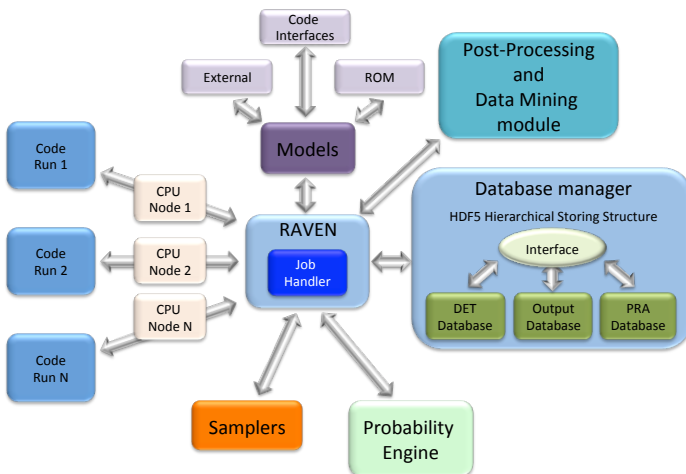 Code
Interfaces
External
ROM
Models
Post-Processing
and
Data Mining
module
Code
Run 1
CPU
Node 1
Code
Run 2
CPU
Node 2
Code
Run N
CPU
Node N
RAVEN
Job
Handler
Database manager
HDF5 Hierarchical Storing Structure
Interface
DET
Database
Output
Database
PRA
Database
Samplers
Probability
Engine